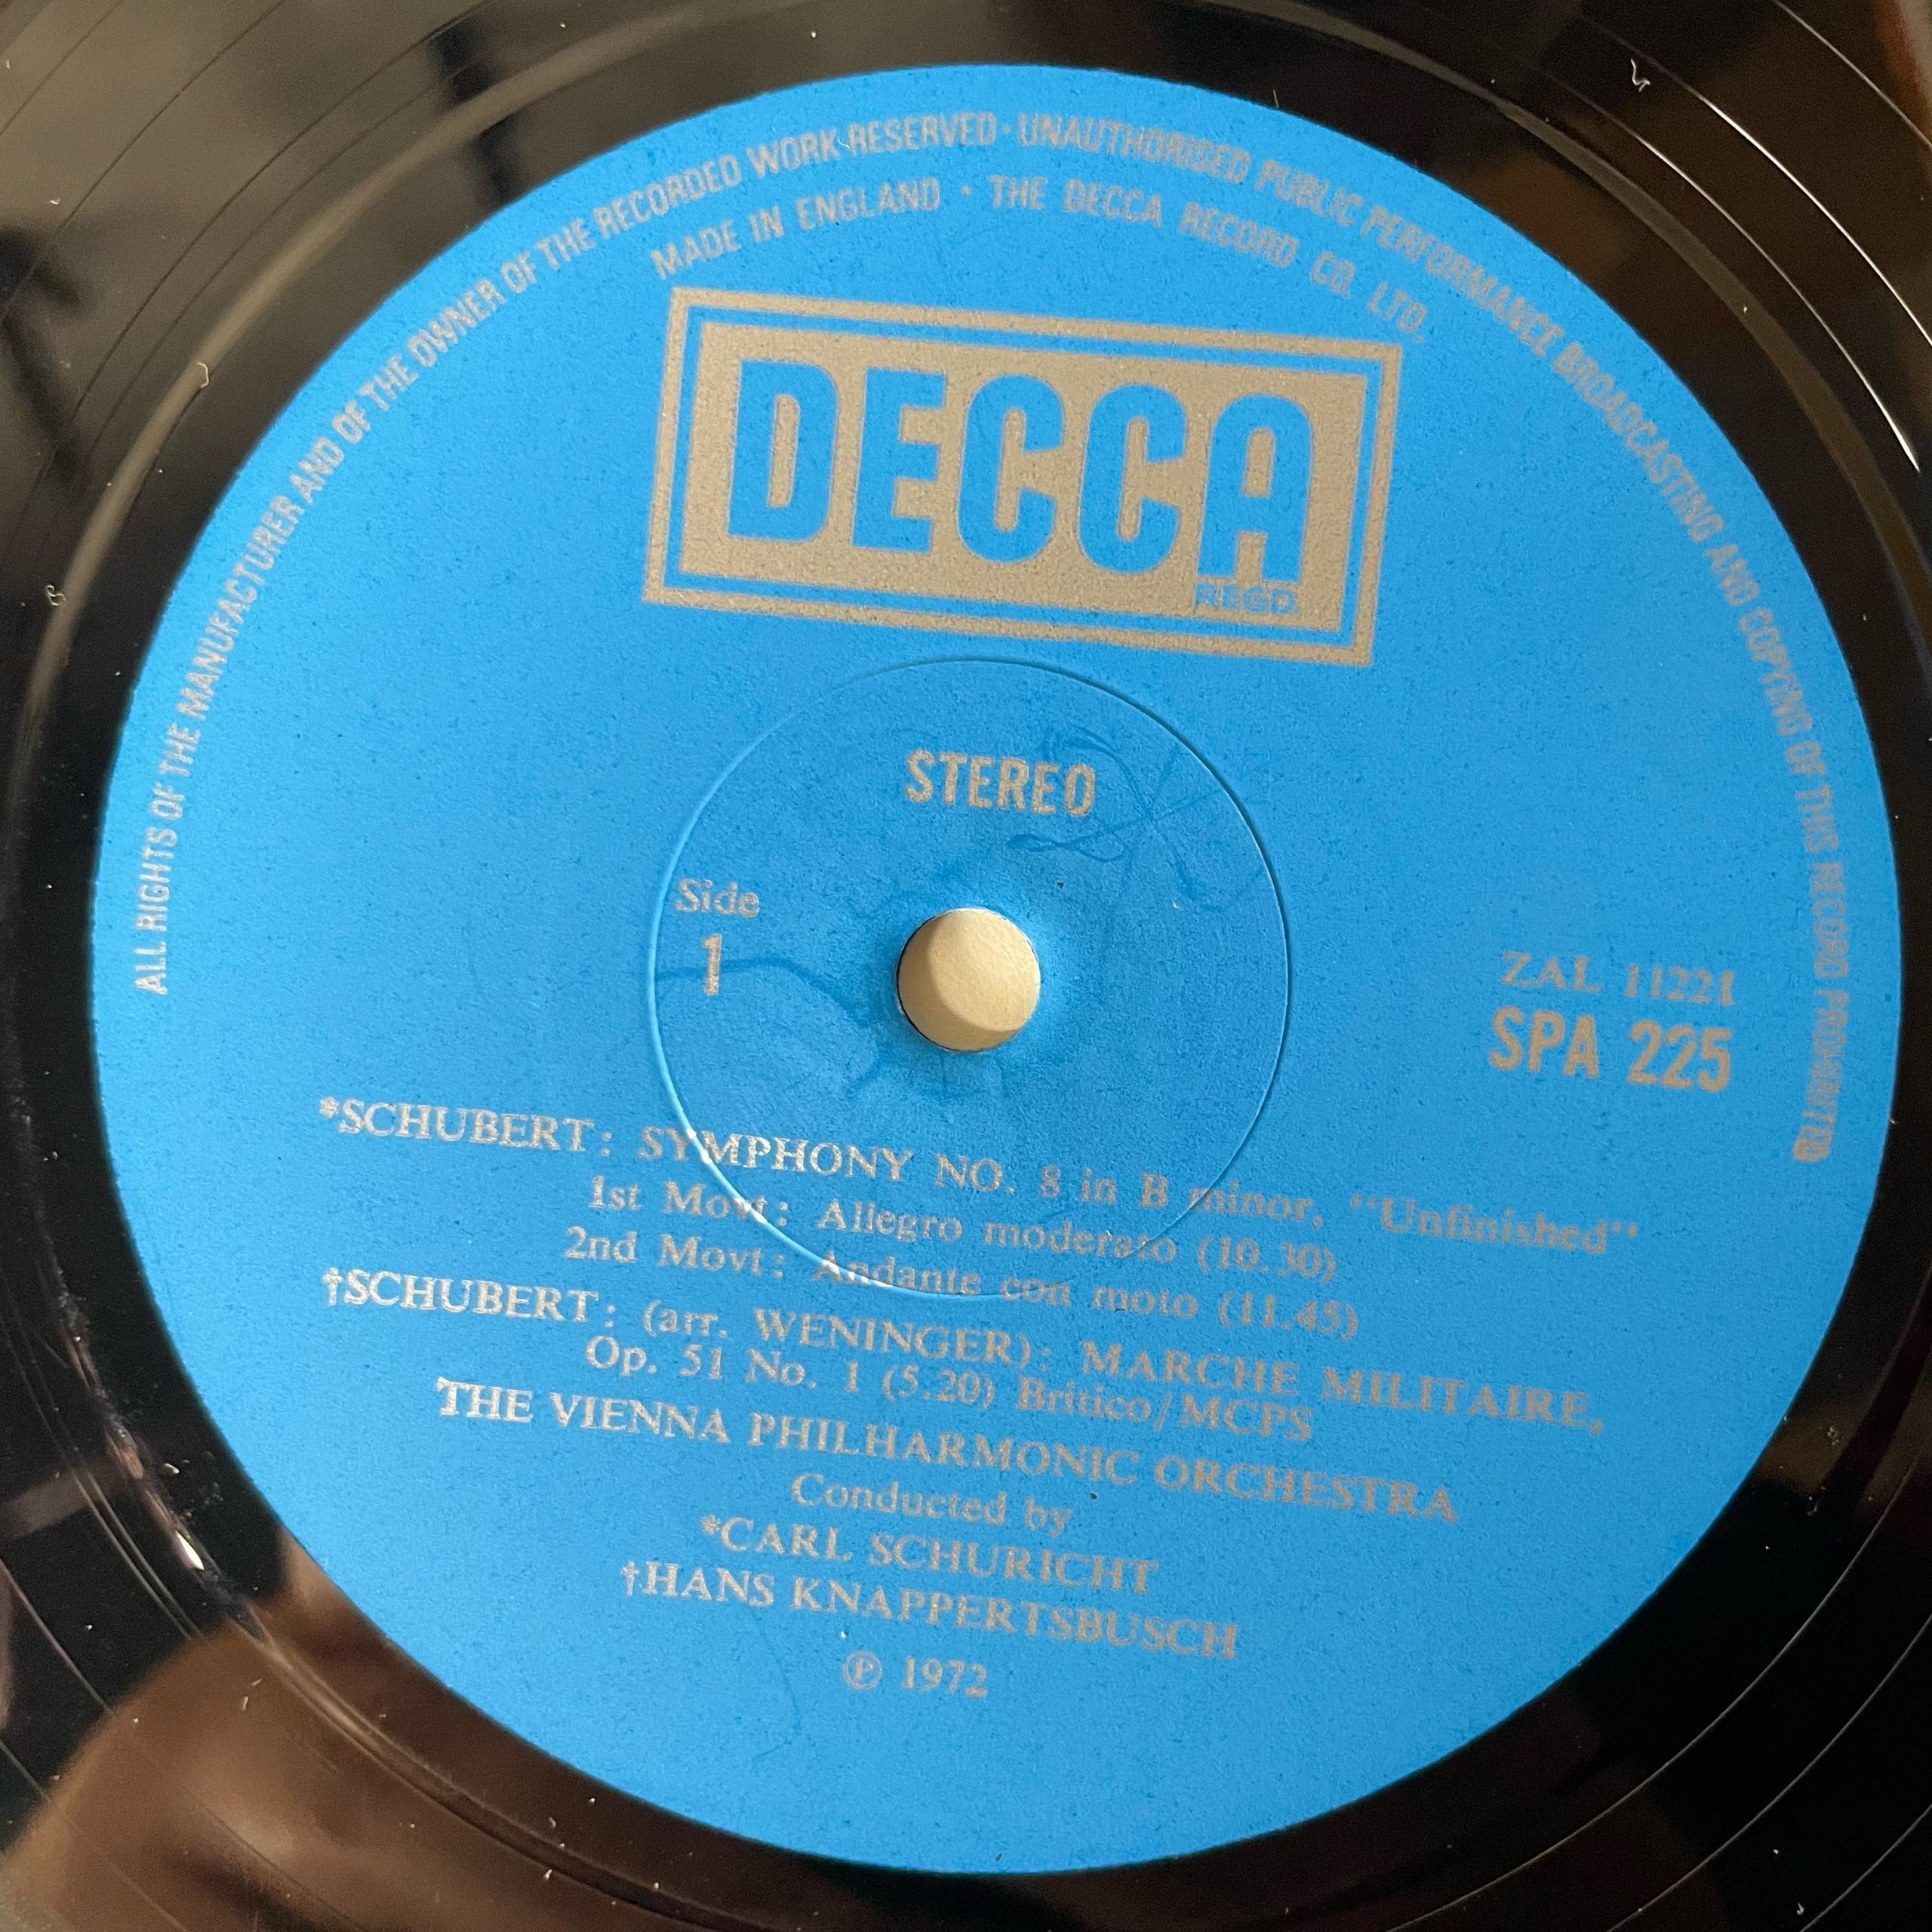 ALL RIGHTS OF THE MANUFACTURER AND OF THE OWNER OF THE RECORDED WORK RESERVED · UNAUTHORISED PUBLIC PERFORMANCE BROADCASTING AND COPYING OF THIS RECORD PROHIBITED
MADE IN ENGLAND · THE DECCA RECORD CO. LTD.
DECCA
REGD.
STEREO
Side
1
ZAL 11221
SPA 225
*SCHUBERT: SYMPHONY NO. 8 in B minor, "Unfinished"
1st Movt: Allegro moderato (10.30)
2nd Movt: Andante con moto (11.45)
†SCHUBERT: (arr. WENINGER): MARCHE MILITAIRE,
Op. 51 No. 1 (5.20) Britico/MCPS
THE VIENNA PHILHARMONIC ORCHESTRA
Conducted by
*CARL SCHURICHT
†HANS KNAPPERTSBUSCH
℗ 1972